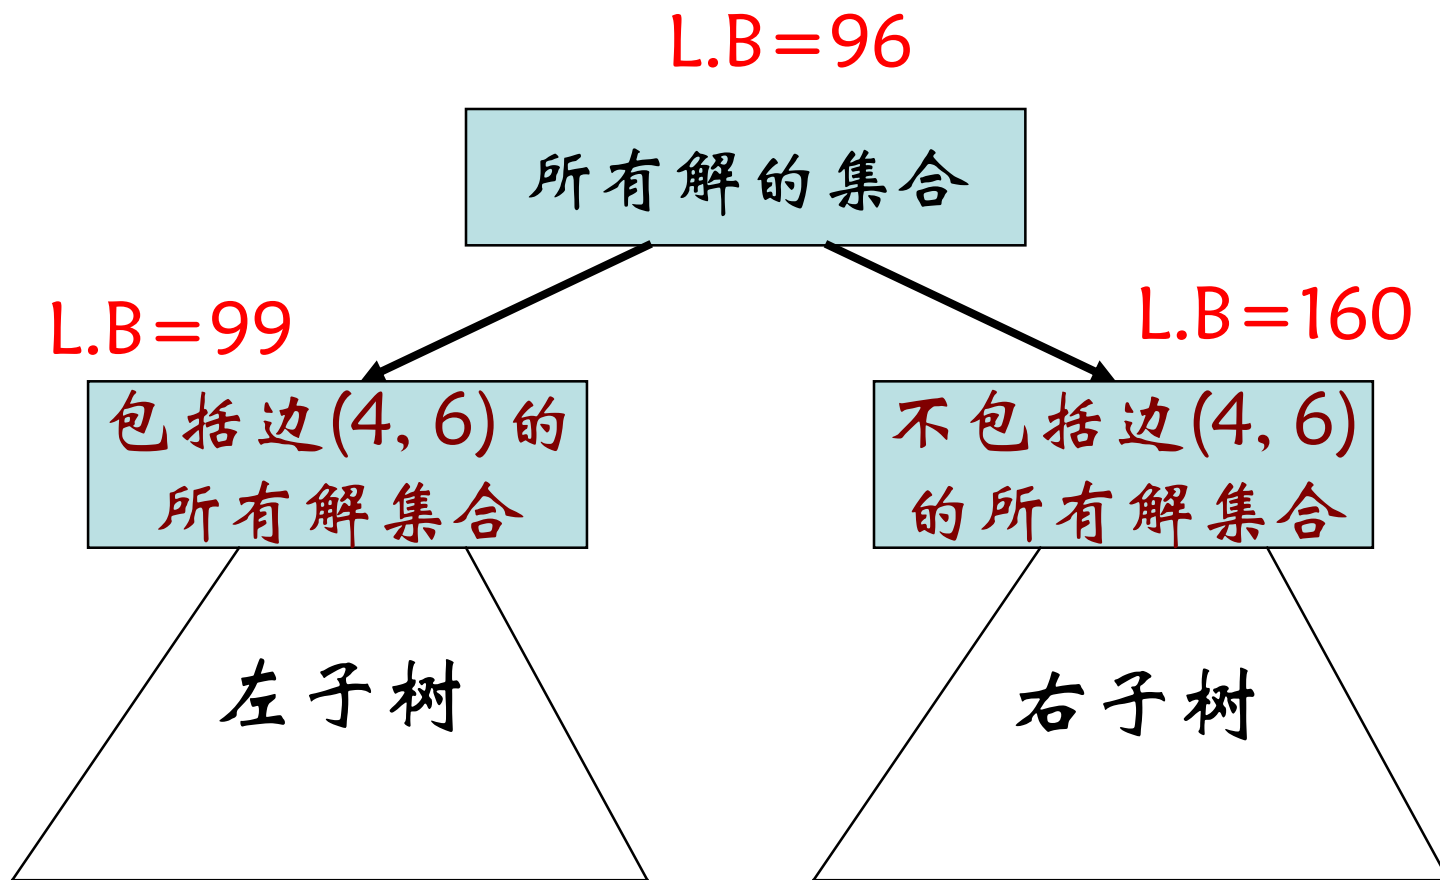 L.B=96
所有解的集合
L.B=99
L.B=160
包括边(4, 6)的
所有解集合
不包括边(4, 6)
的所有解集合
左子树
右子树